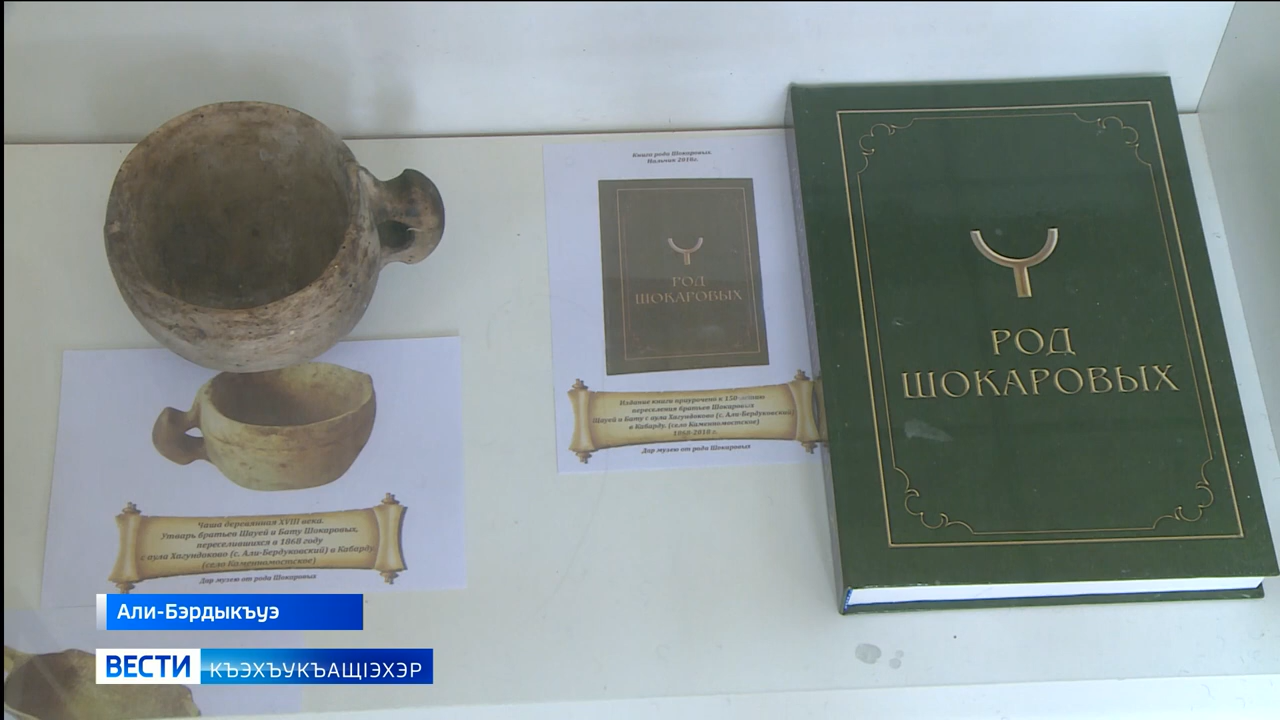 Книга рода Шокаровых.
Нальчик 2018г.
РОД
ШОКАРОВЫХ
Издание книги приурочено к 150-летию
переселения братьев Шокаровых
Шауей и Бату с аула Хагундоково (с. Али-Бердуковский)
в Кабарду. (село Каменномостское)
1868-2018 г.
Дар музею от рода Шокаровых
РОД
ШОКАРОВЫХ
Чаша деревянная XVIII века.
Утварь братьев Шауей и Бату Шокаровых,
переселившихся в 1868 году
с аула Хагундоково (с. Али-Бердуковский) в Кабарду.
(село Каменномостское)
Дар музею от рода Шокаровых
Али-Бэрдыкъуэ
ВЕСТИ КЪЭХЪУКЪАЩІЭХЭР